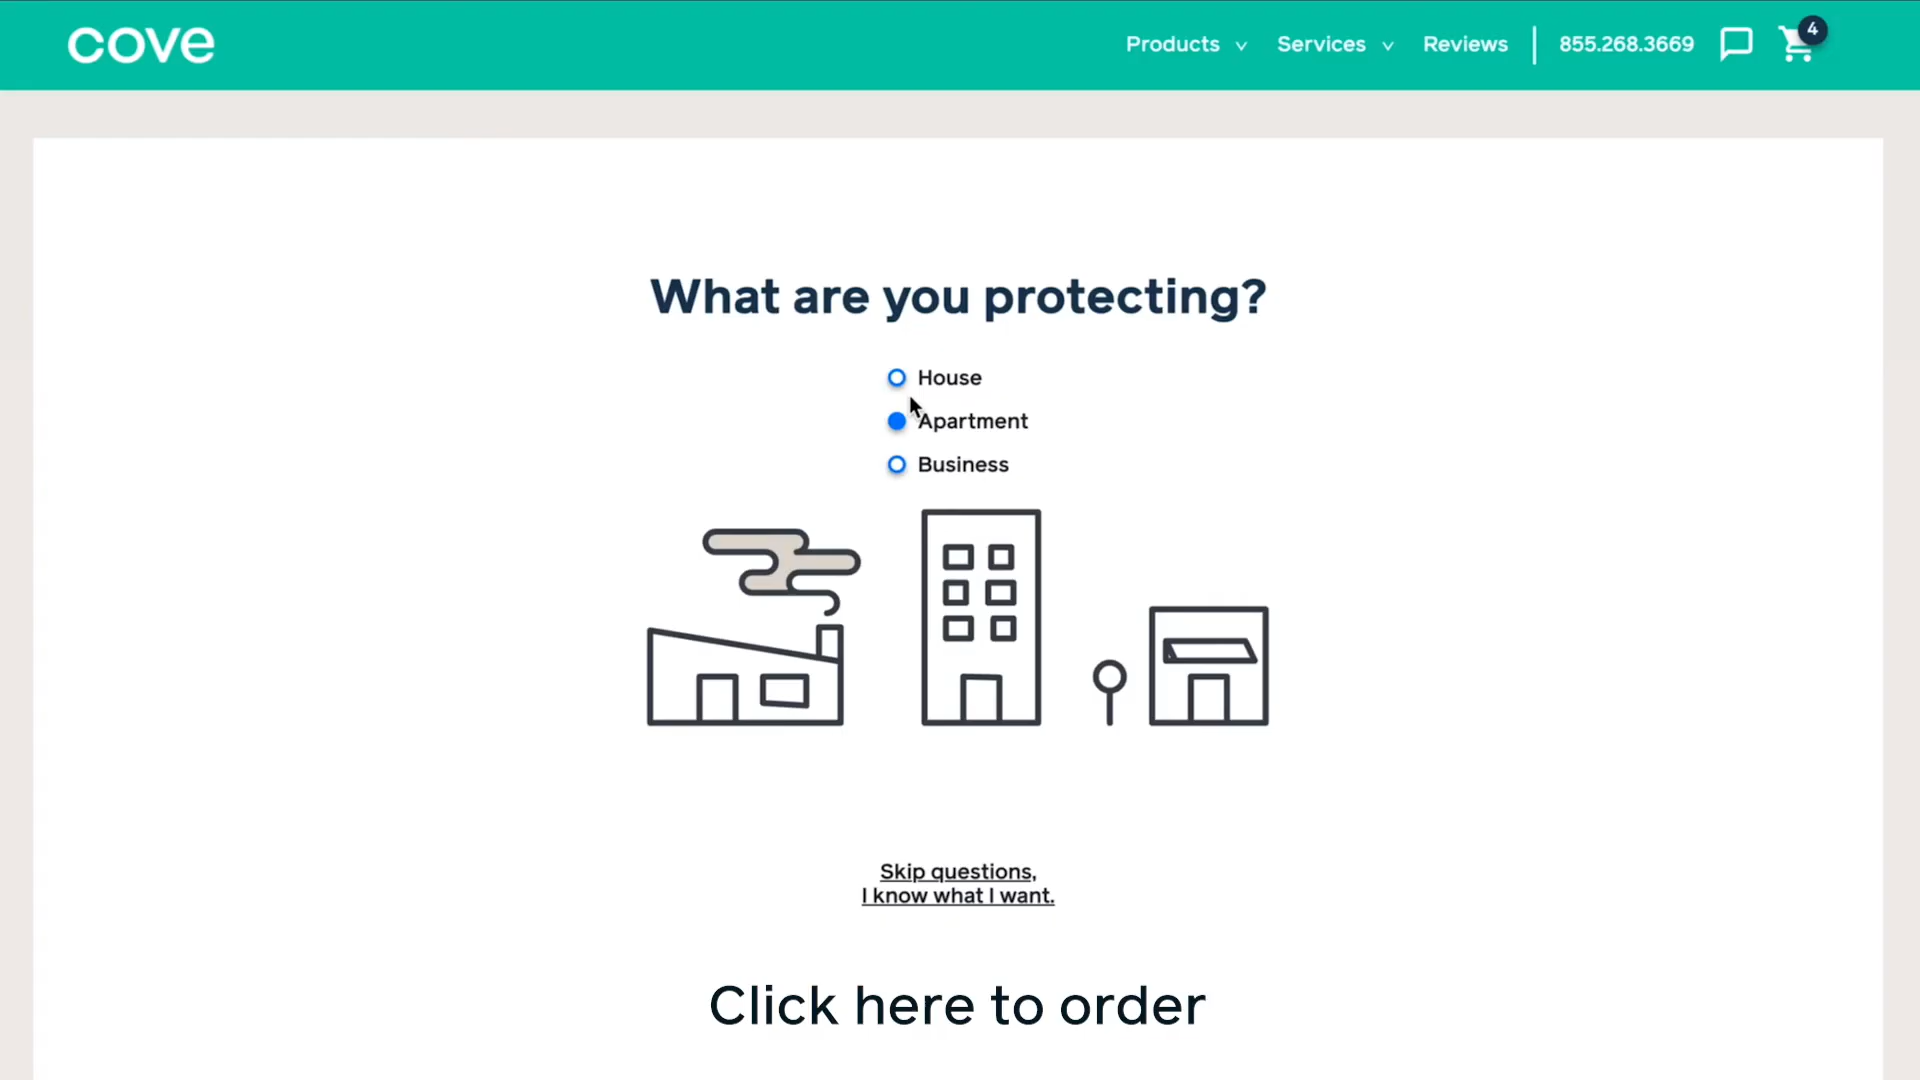 cove
Products
Services
Reviews
855.268.3669
4
What are you protecting?
House
Apartment
Business
Skip questions,
I know what I want.
Click here to order